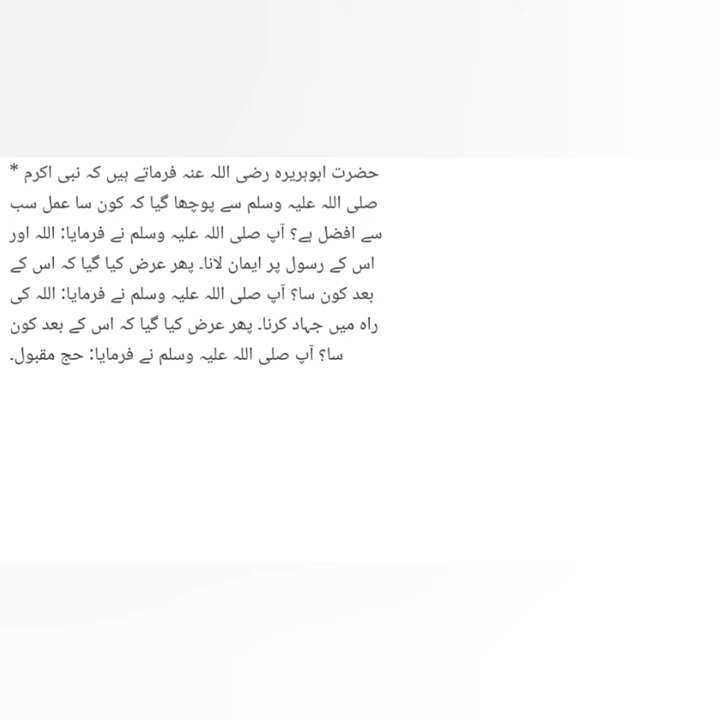 حضرت ابوہریرہ رضی اللہ عنہ فرماتے ہیں کہ نبی اکرم *
صلی اللہ علیہ وسلم سے پوچھا گیا کہ کون سا عمل سب
سے افضل ہے؟ آپ صلی اللہ علیہ وسلم نے فرمایا: اللہ اور
اس کے رسول پر ایمان لانا۔ پھر عرض کیا گیا کہ اس کے
بعد کون سا؟ آپ صلی اللہ علیہ وسلم نے فرمایا: اللہ کی
راہ میں جہاد کرنا۔ پھر عرض کیا گیا کہ اس کے بعد کون
سا؟ آپ صلی اللہ علیہ وسلم نے فرمایا: حج مقبول۔